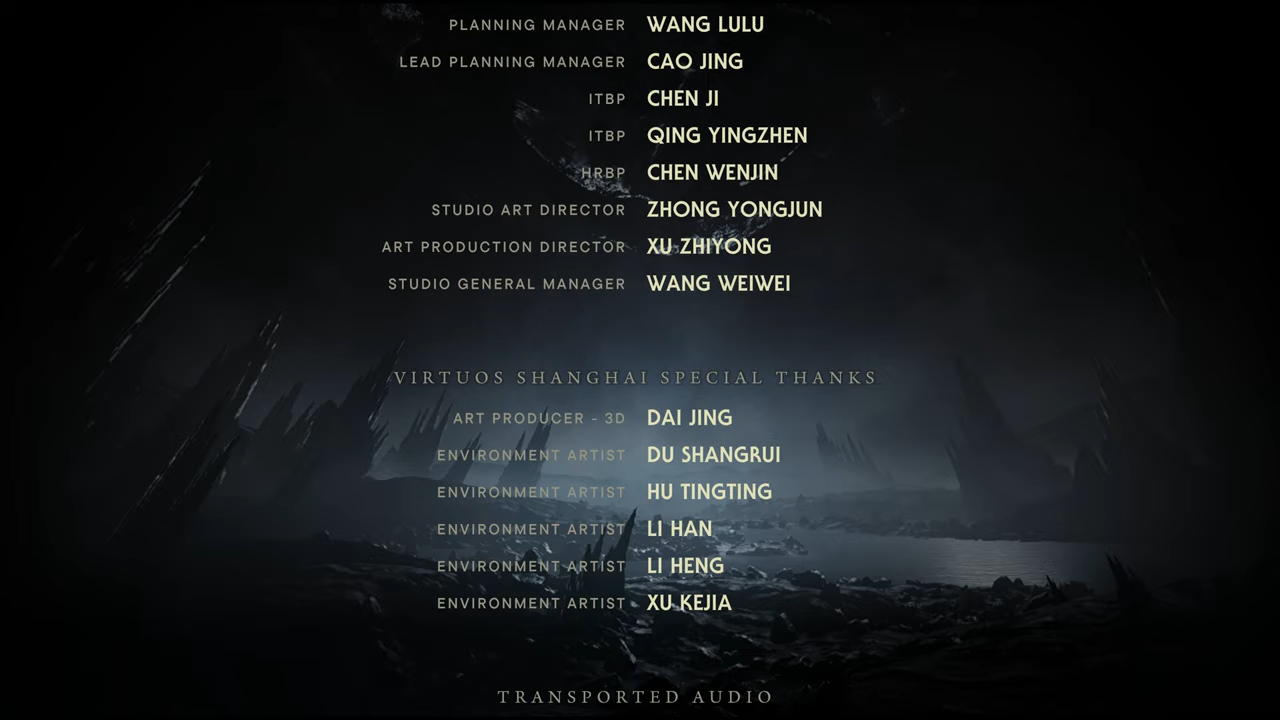 PLANNING MANAGER WANG LULU
LEAD PLANNING MANAGER CAO JING
ITBP CHEN JI
ITBP QING YINGZHEN
HRBP CHEN WENJIN
STUDIO ART DIRECTOR ZHONG YONGJUN
ART PRODUCTION DIRECTOR XU ZHIYONG
STUDIO GENERAL MANAGER WANG WEIWEI
VIRTUOS SHANGHAI SPECIAL THANKS
ART PRODUCER - 3D DAI JING
ENVIRONMENT ARTIST DU SHANGRUI
ENVIRONMENT ARTIST HU TINGTING
ENVIRONMENT ARTIST LI HAN
ENVIRONMENT ARTIST LI HENG
ENVIRONMENT ARTIST XU KEJIA
TRANSPORTED AUDIO